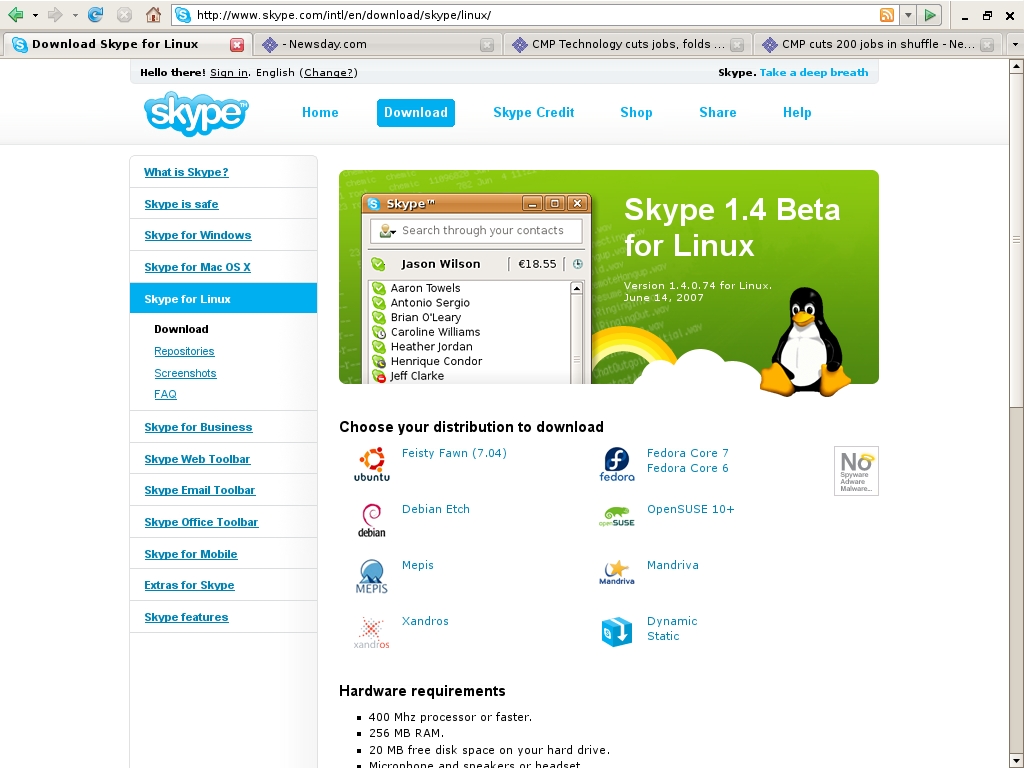 http://www.skype.com/intl/en/download/skype/linux/
Download Skype for Linux
- Newsday.com
CMP Technology cuts jobs, folds ...
CMP cuts 200 jobs in shuffle - Ne...
Hello there! Sign in. English (Change?)
Skype. Take a deep breath
skype™
Home
Download
Skype Credit
Shop
Share
Help
What is Skype?
Skype is safe
Skype for Windows
Skype for Mac OS X
Skype for Linux
Download
Repositories
Screenshots
FAQ
Skype for Business
Skype Web Toolbar
Skype Email Toolbar
Skype Office Toolbar
Skype for Mobile
Extras for Skype
Skype features
Skype™
Search through your contacts
Jason Wilson
€18.55
Aaron Towels
Antonio Sergio
Brian O'Leary
Caroline Williams
Heather Jordan
Henrique Condor
Jeff Clarke
Skype 1.4 Beta
for Linux
Version 1.4.0.74 for Linux.
June 14, 2007
Choose your distribution to download
ubuntu
Feisty Fawn (7.04)
fedora
Fedora Core 7
Fedora Core 6
No
Spyware
Adware
Malware...
debian
Debian Etch
openSUSE
OpenSUSE 10+
MEPIS
Mepis
Mandriva
Mandriva
xandros
Xandros
Dynamic
Static
Hardware requirements
400 Mhz processor or faster.
256 MB RAM.
20 MB free disk space on your hard drive.
Microphone and speakers or headset